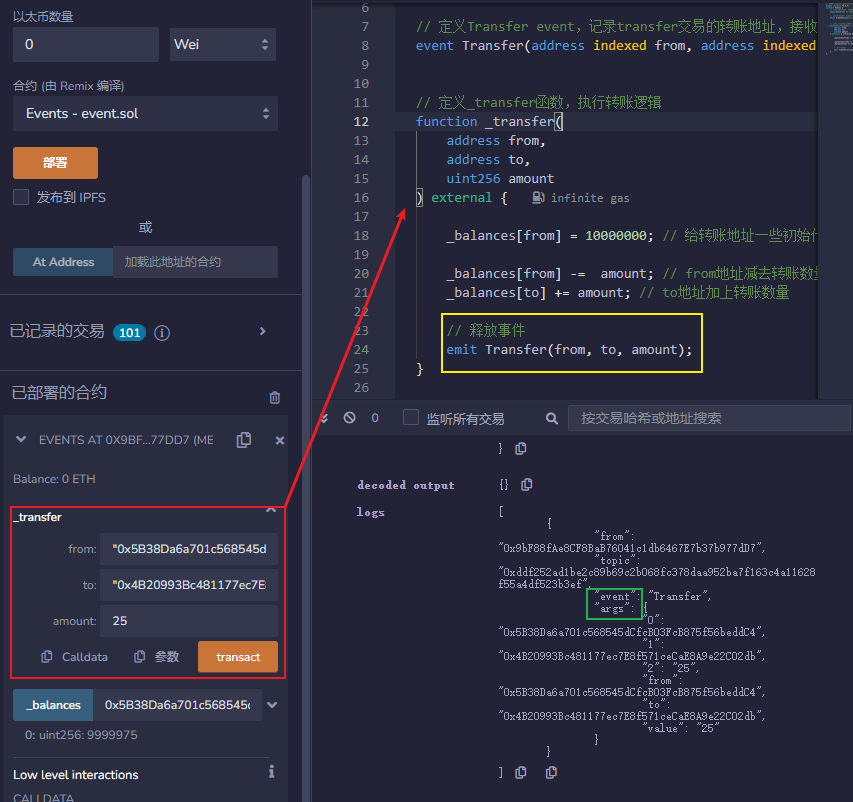 以太币数量
0
Wei
合约 (由 Remix 编译)
Events - event.sol
部署
发布到 IPFS
或
At Address
加载此地址的合约
已记录的交易 101 i
已部署的合约
EVENTS AT 0X9BF...77DD7 (ME
Balance: 0 ETH
_transfer
from: "0x5B38Da6a701c568545d
to: "0x4B20993Bc481177ec7E8
amount: 25
Calldata 参数 transact
_balances 0x5B38Da6a701c568545c
0: uint256: 9999975
Low level interactions i
CALLDATA
6
7 // 定义Transfer event，记录transfer交易的转账地址，接收
8 event Transfer(address indexed from, address indexed
9
10
11 // 定义_transfer函数，执行转账逻辑
12 function _transfer(
13 address from,
14 address to,
15 uint256 amount
16 ) external { infinite gas
17
18 _balances[from] = 10000000; // 给转账地址一些初始代
19
20 _balances[from] -= amount; // from地址减去转账数量
21 _balances[to] += amount; // to地址加上转账数量
22
23 // 释放事件
24 emit Transfer(from, to, amount);
25 }
26
0 监听所有交易 按交易哈希或地址搜索
}
decoded output {}
logs [
{
"from":
"0x9bF88fAe8CF8BaB76041c1db6467E7b37b977dD7",
"topic":
"0xddf252ad1be2c89b69c2b068fc378daa952ba7f163c4a11628
f55a4df523b3ef",
"event": "Transfer",
"args": {
"0":
"0x5B38Da6a701c568545dCfcB03FcB875f56beddC4",
"1":
"0x4B20993Bc481177ec7E8f571ceCaE8A9e22C02db",
"2": "25",
"from":
"0x5B38Da6a701c568545dCfcB03FcB875f56beddC4",
"to":
"0x4B20993Bc481177ec7E8f571ceCaE8A9e22C02db",
"value": "25"
}
}
]